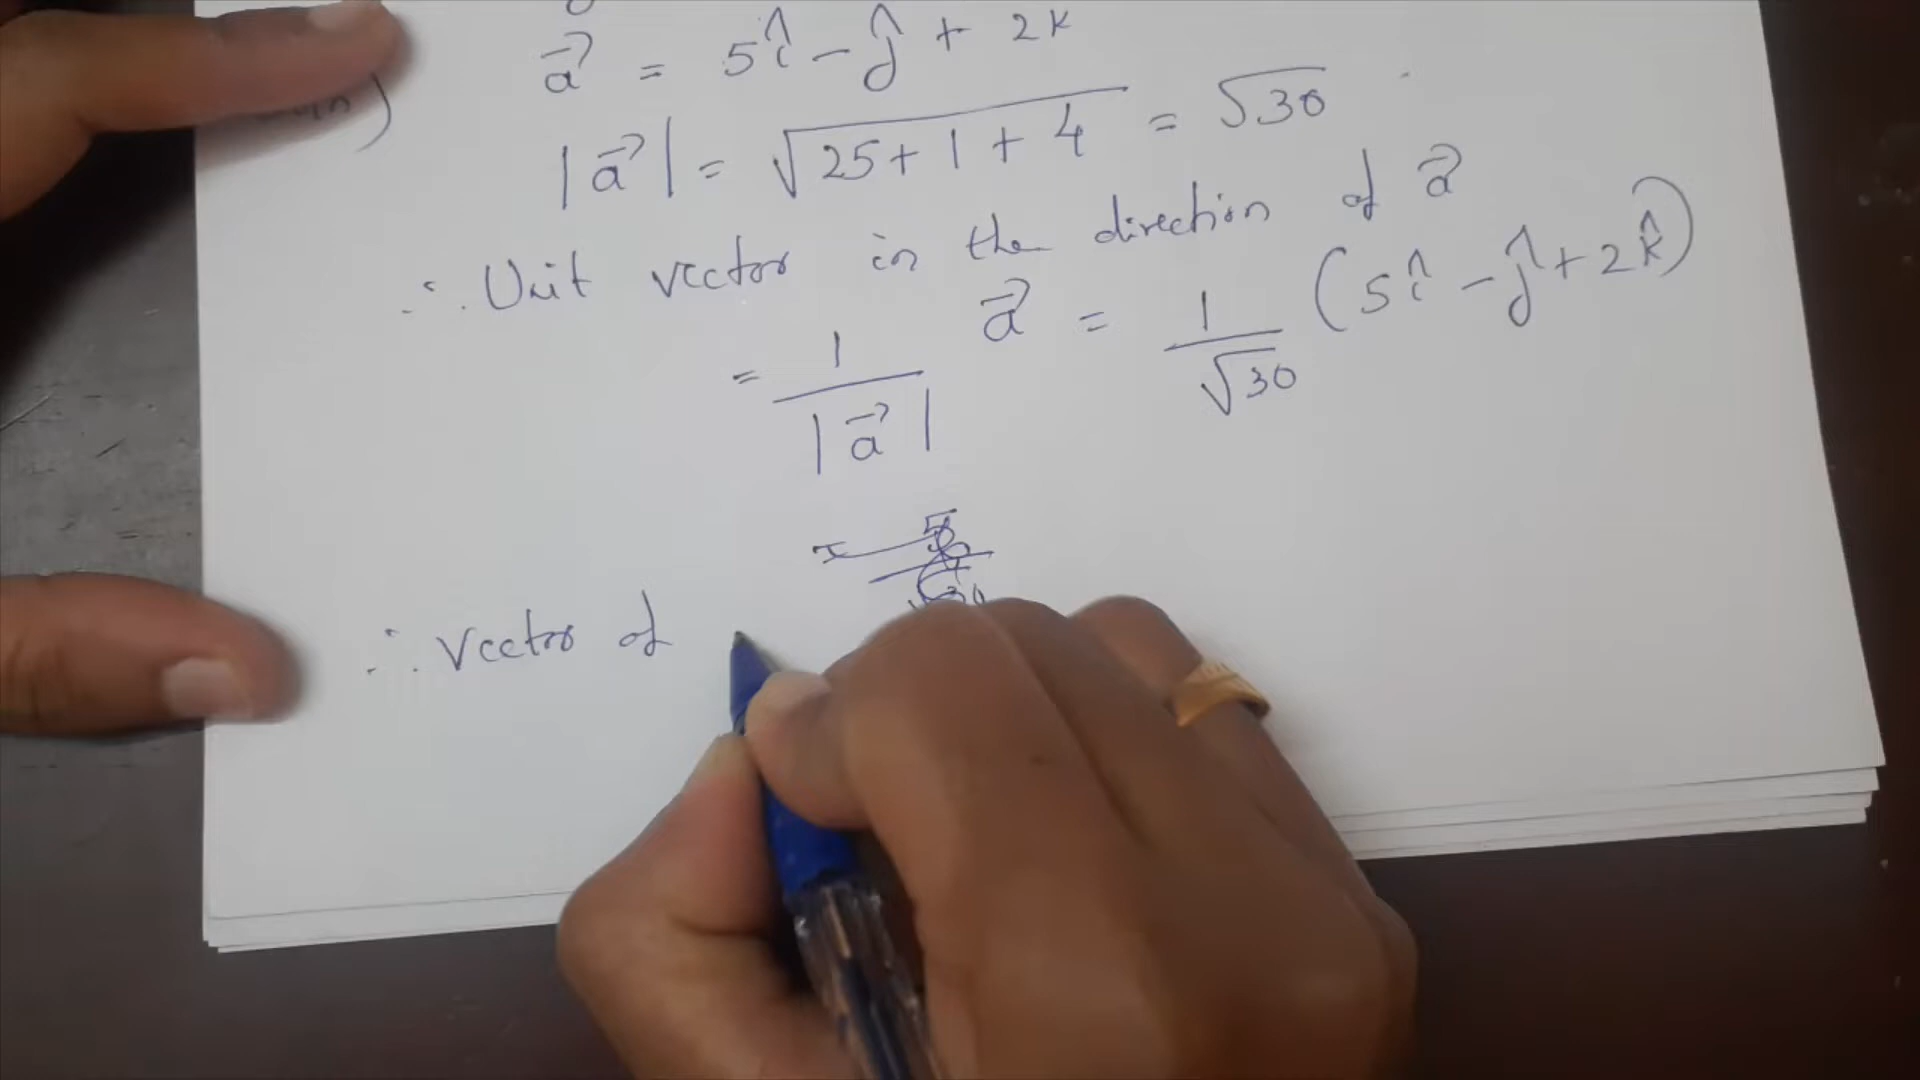 a⃗ = 5î - ĵ + 2k
|a⃗| = √25 + 1 + 4 = √30
∴ Unit vector in the direction of a⃗
= 1/|a⃗| a⃗ = 1/√30 (5î - ĵ + 2k̂)
∴ vector of